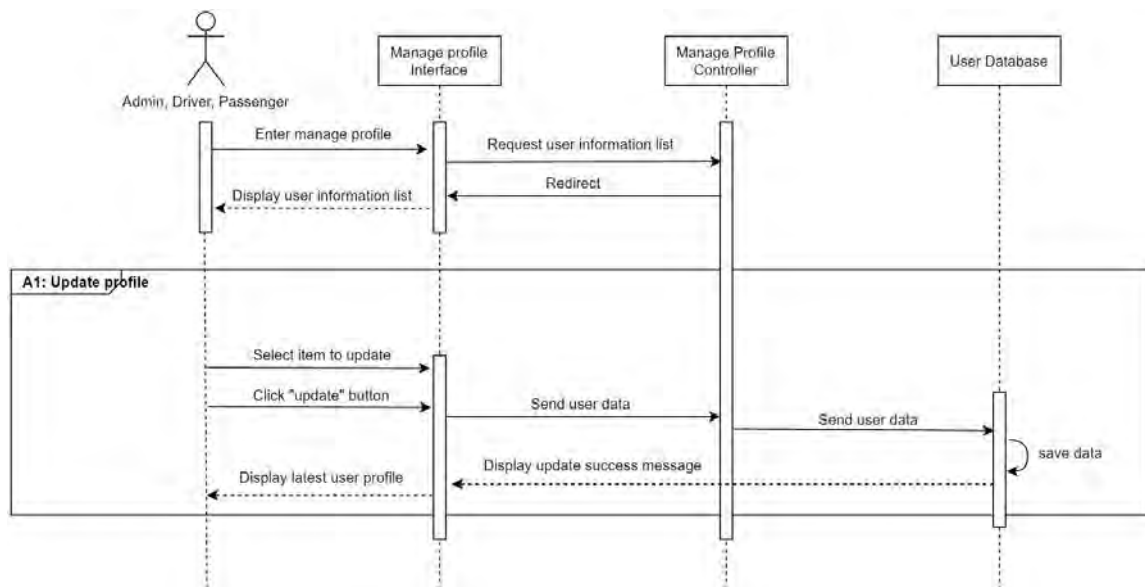 Manage profile
Interface
Manage Profile
Controller
User Database
Admin, Driver, Passenger
Enter manage profile
Request user information list
Redirect
Display user information list
A1: Update profile
Select item to update
Click "update" button
Send user data
Send user data
save data
Display update success message
Display latest user profile